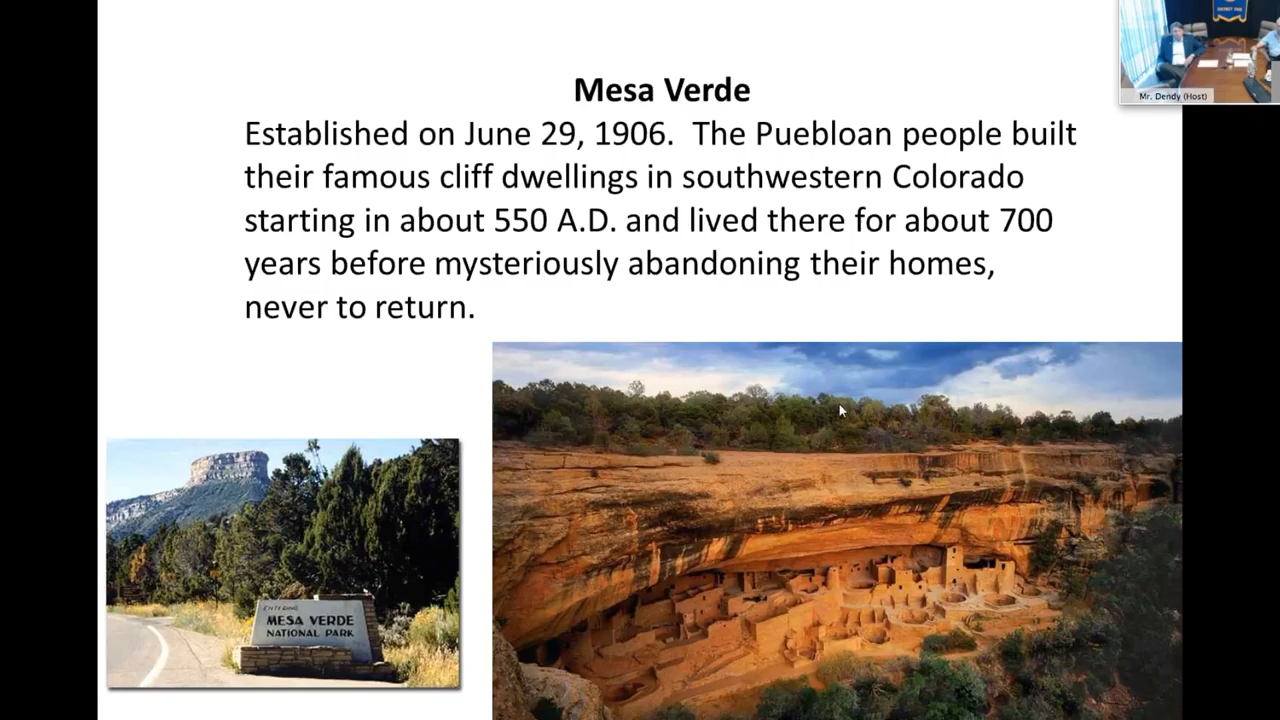 Mesa Verde
Established on June 29, 1906.  The Puebloan people built
their famous cliff dwellings in southwestern Colorado
starting in about 550 A.D. and lived there for about 700
years before mysteriously abandoning their homes,
never to return.
ENTERING
MESA VERDE
NATIONAL PARK
Mr. Dendy (Host)